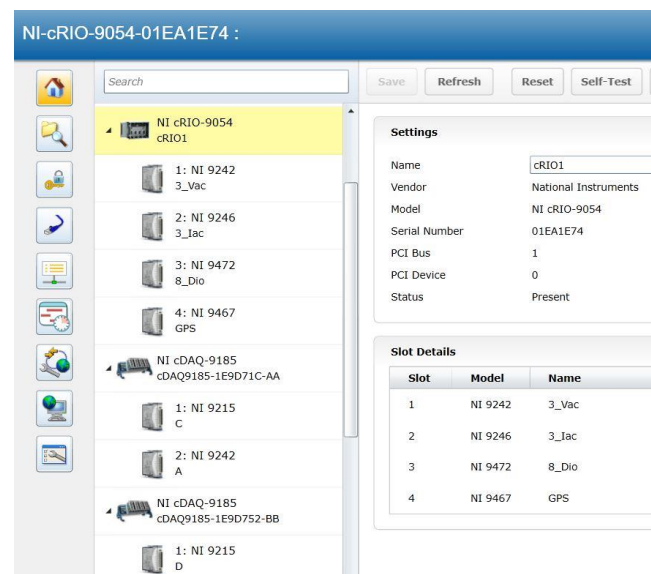 NI-cRIO-9054-01EA1E74 :
Search
NI cRIO-9054
cRIO1
1: NI 9242
3_Vac
2: NI 9246
3_Iac
3: NI 9472
8_Dio
4: NI 9467
GPS
NI cDAQ-9185
cDAQ9185-1E9D71C-AA
1: NI 9215
C
2: NI 9242
A
NI cDAQ-9185
cDAQ9185-1E9D752-BB
1: NI 9215
D
Save Refresh Reset Self-Test
Settings
Name cRIO1
Vendor National Instruments
Model NI cRIO-9054
Serial Number 01EA1E74
PCI Bus 1
PCI Device 0
Status Present
Slot Details
Slot Model Name
1 NI 9242 3_Vac
2 NI 9246 3_Iac
3 NI 9472 8_Dio
4 NI 9467 GPS